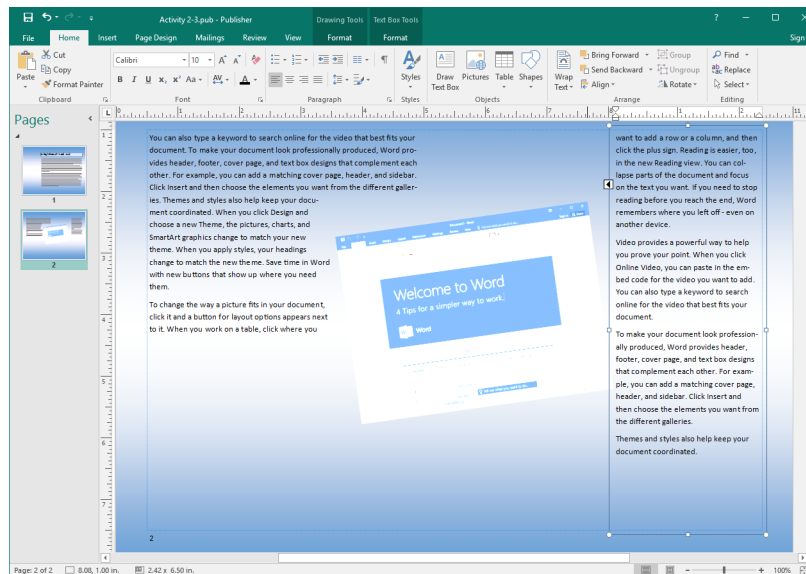 Activity 2-3.pub - Publisher
Drawing Tools
Text Box Tools
?
File
Home
Insert
Page Design
Mailings
Review
View
Format
Format
Sign
Paste
Cut
Copy
Format Painter
Clipboard
Calibri
10
B I U
Aa
AV
A
Font
Paragraph
Styles
Styles
Draw
Text Box
Pictures
Table
Shapes
Objects
Wrap
Text
Bring Forward
Send Backward
Align
Group
Ungroup
Rotate
Arrange
Find
Replace
Select
Editing
Pages
1
2
You can also type a keyword to search online for the video that best fits your
document. To make your document look professionally produced, Word pro-
vides header, footer, cover page, and text box designs that complement each
other. For example, you can add a matching cover page, header, and sidebar.
Click Insert and then choose the elements you want from the different galler-
ies. Themes and styles also help keep your docu-
ment coordinated. When you click Design and
choose a new Theme, the pictures, charts, and
SmartArt graphics change to match your new
theme. When you apply styles, your headings
change to match the new theme. Save time in Word
with new buttons that show up where you need
them.
To change the way a picture fits in your document,
click it and a button for layout options appears next
to it. When you work on a table, click where you
Welcome to Word
4 Tips for a simpler way to work.
Word
want to add a row or a column, and then
click the plus sign. Reading is easier, too,
in the new Reading view. You can col-
lapse parts of the document and focus
on the text you want. If you need to stop
reading before you reach the end, Word
remembers where you left off - even on
another device.
Video provides a powerful way to help
you prove your point. When you click
Online Video, you can paste in the em-
bed code for the video you want to add.
You can also type a keyword to search
online for the video that best fits your
document.
To make your document look profession-
ally produced, Word provides header,
footer, cover page, and text box designs
that complement each other. For exam-
ple, you can add a matching cover page,
header, and sidebar. Click Insert and
then choose the elements you want from
the different galleries.
Themes and styles also help keep your
document coordinated.
2
Page: 2 of 2
8.08, 1.00 in.
2.42 x 6.50 in.
100%